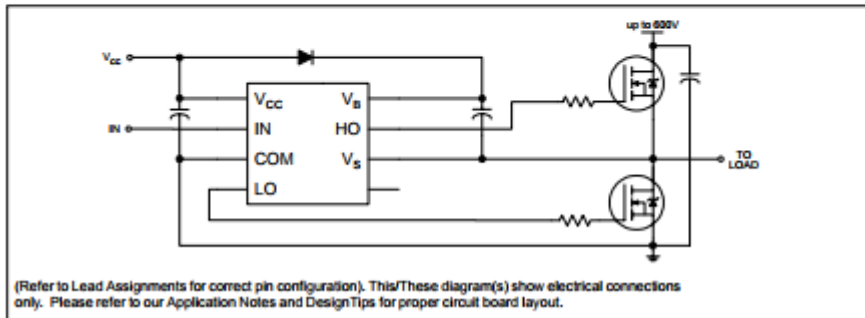 up to 600V
Vcc
VCC VB
IN IN HO
COM VS TO
LOAD
LO
(Refer to Lead Assignments for correct pin configuration). This/These diagram(s) show electrical connections
only. Please refer to our Application Notes and DesignTips for proper circuit board layout.